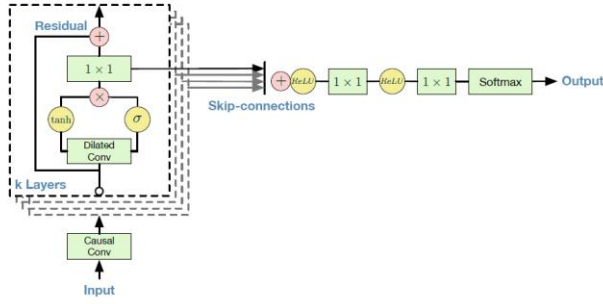 Residual
+
1 × 1
×
tanh
σ
Dilated
Conv
k Layers
Causal
Conv
Input
Skip-connections
+
ReLU
1 × 1
ReLU
1 × 1
Softmax
Output